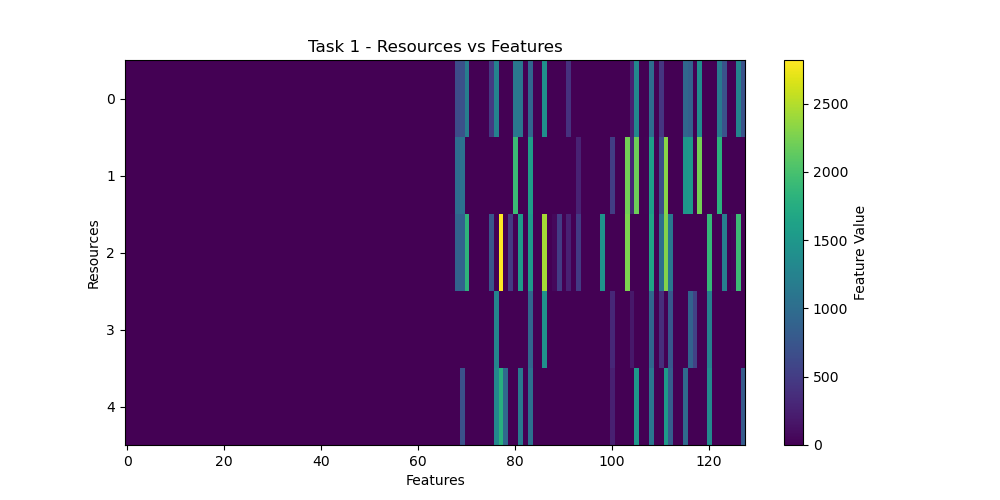 Task 1 - Resources vs Features
Resources
0
1
2
3
4
0 20 40 60 80 100 120
Features
2500
2000
1500
1000
500
0
Feature Value